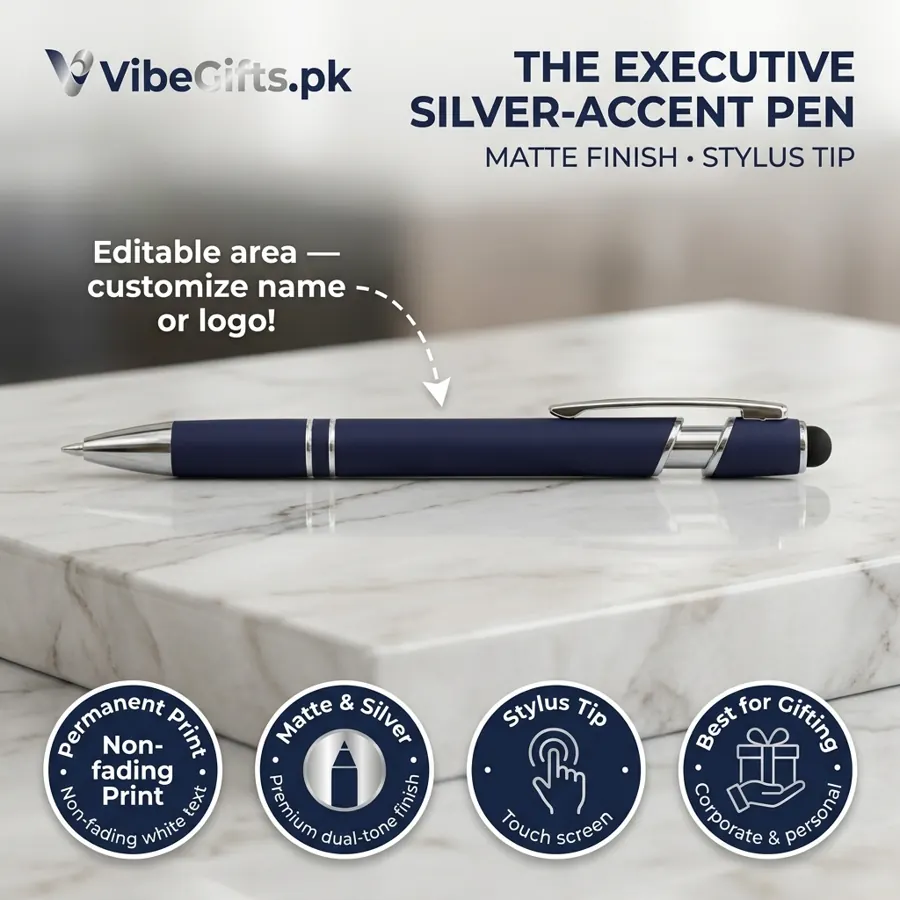 VibeGifts.pk
THE EXECUTIVE
SILVER-ACCENT PEN
MATTE FINISH • STYLUS TIP
Editable area —
customize name
or logo!
Permanent Print
Non-
fading
Print
Non-fading white text
Matte & Silver
Premium dual-tone finish
Stylus Tip
Touch screen
Best for Gifting
Corporate & personal